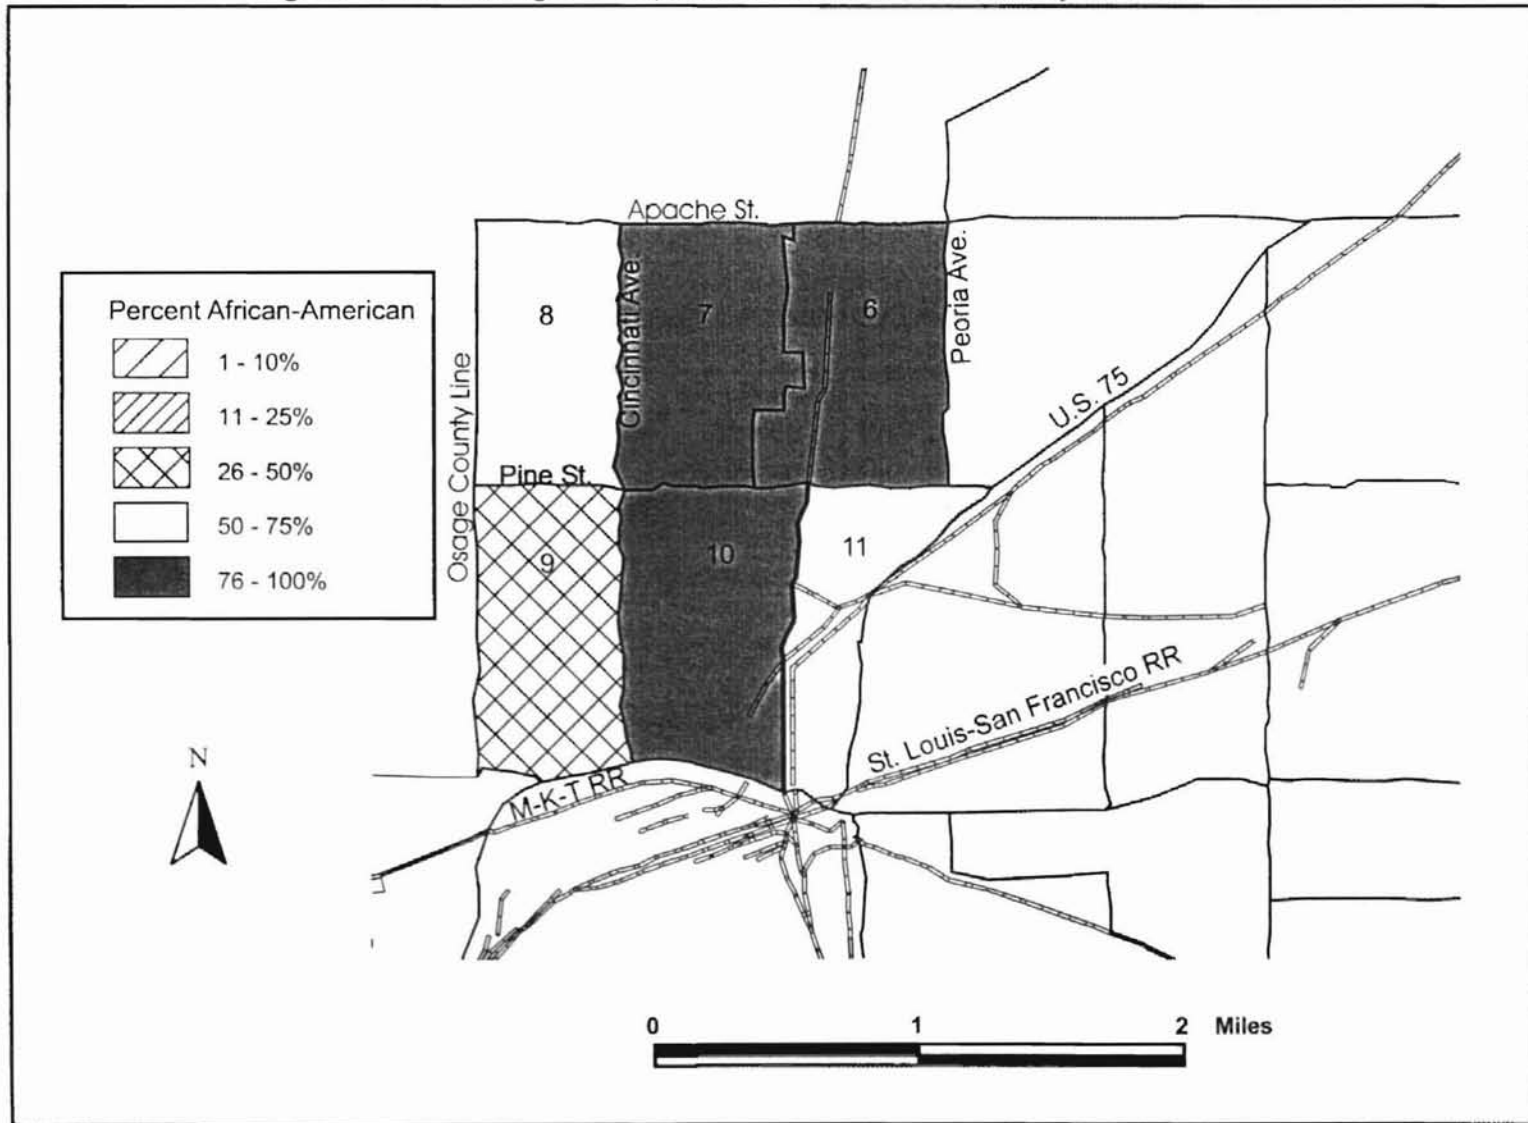 Apache St.
Cincinnati Ave.
Peoria Ave.
8
7
6
Percent African-American
1 - 10%
11 - 25%
26 - 50%
50 - 75%
76 - 100%
Osage County Line
U.S. 75
Pine St.
9
10
11
St. Louis-San Francisco RR
M-K-T RR
N
0 1 2 Miles